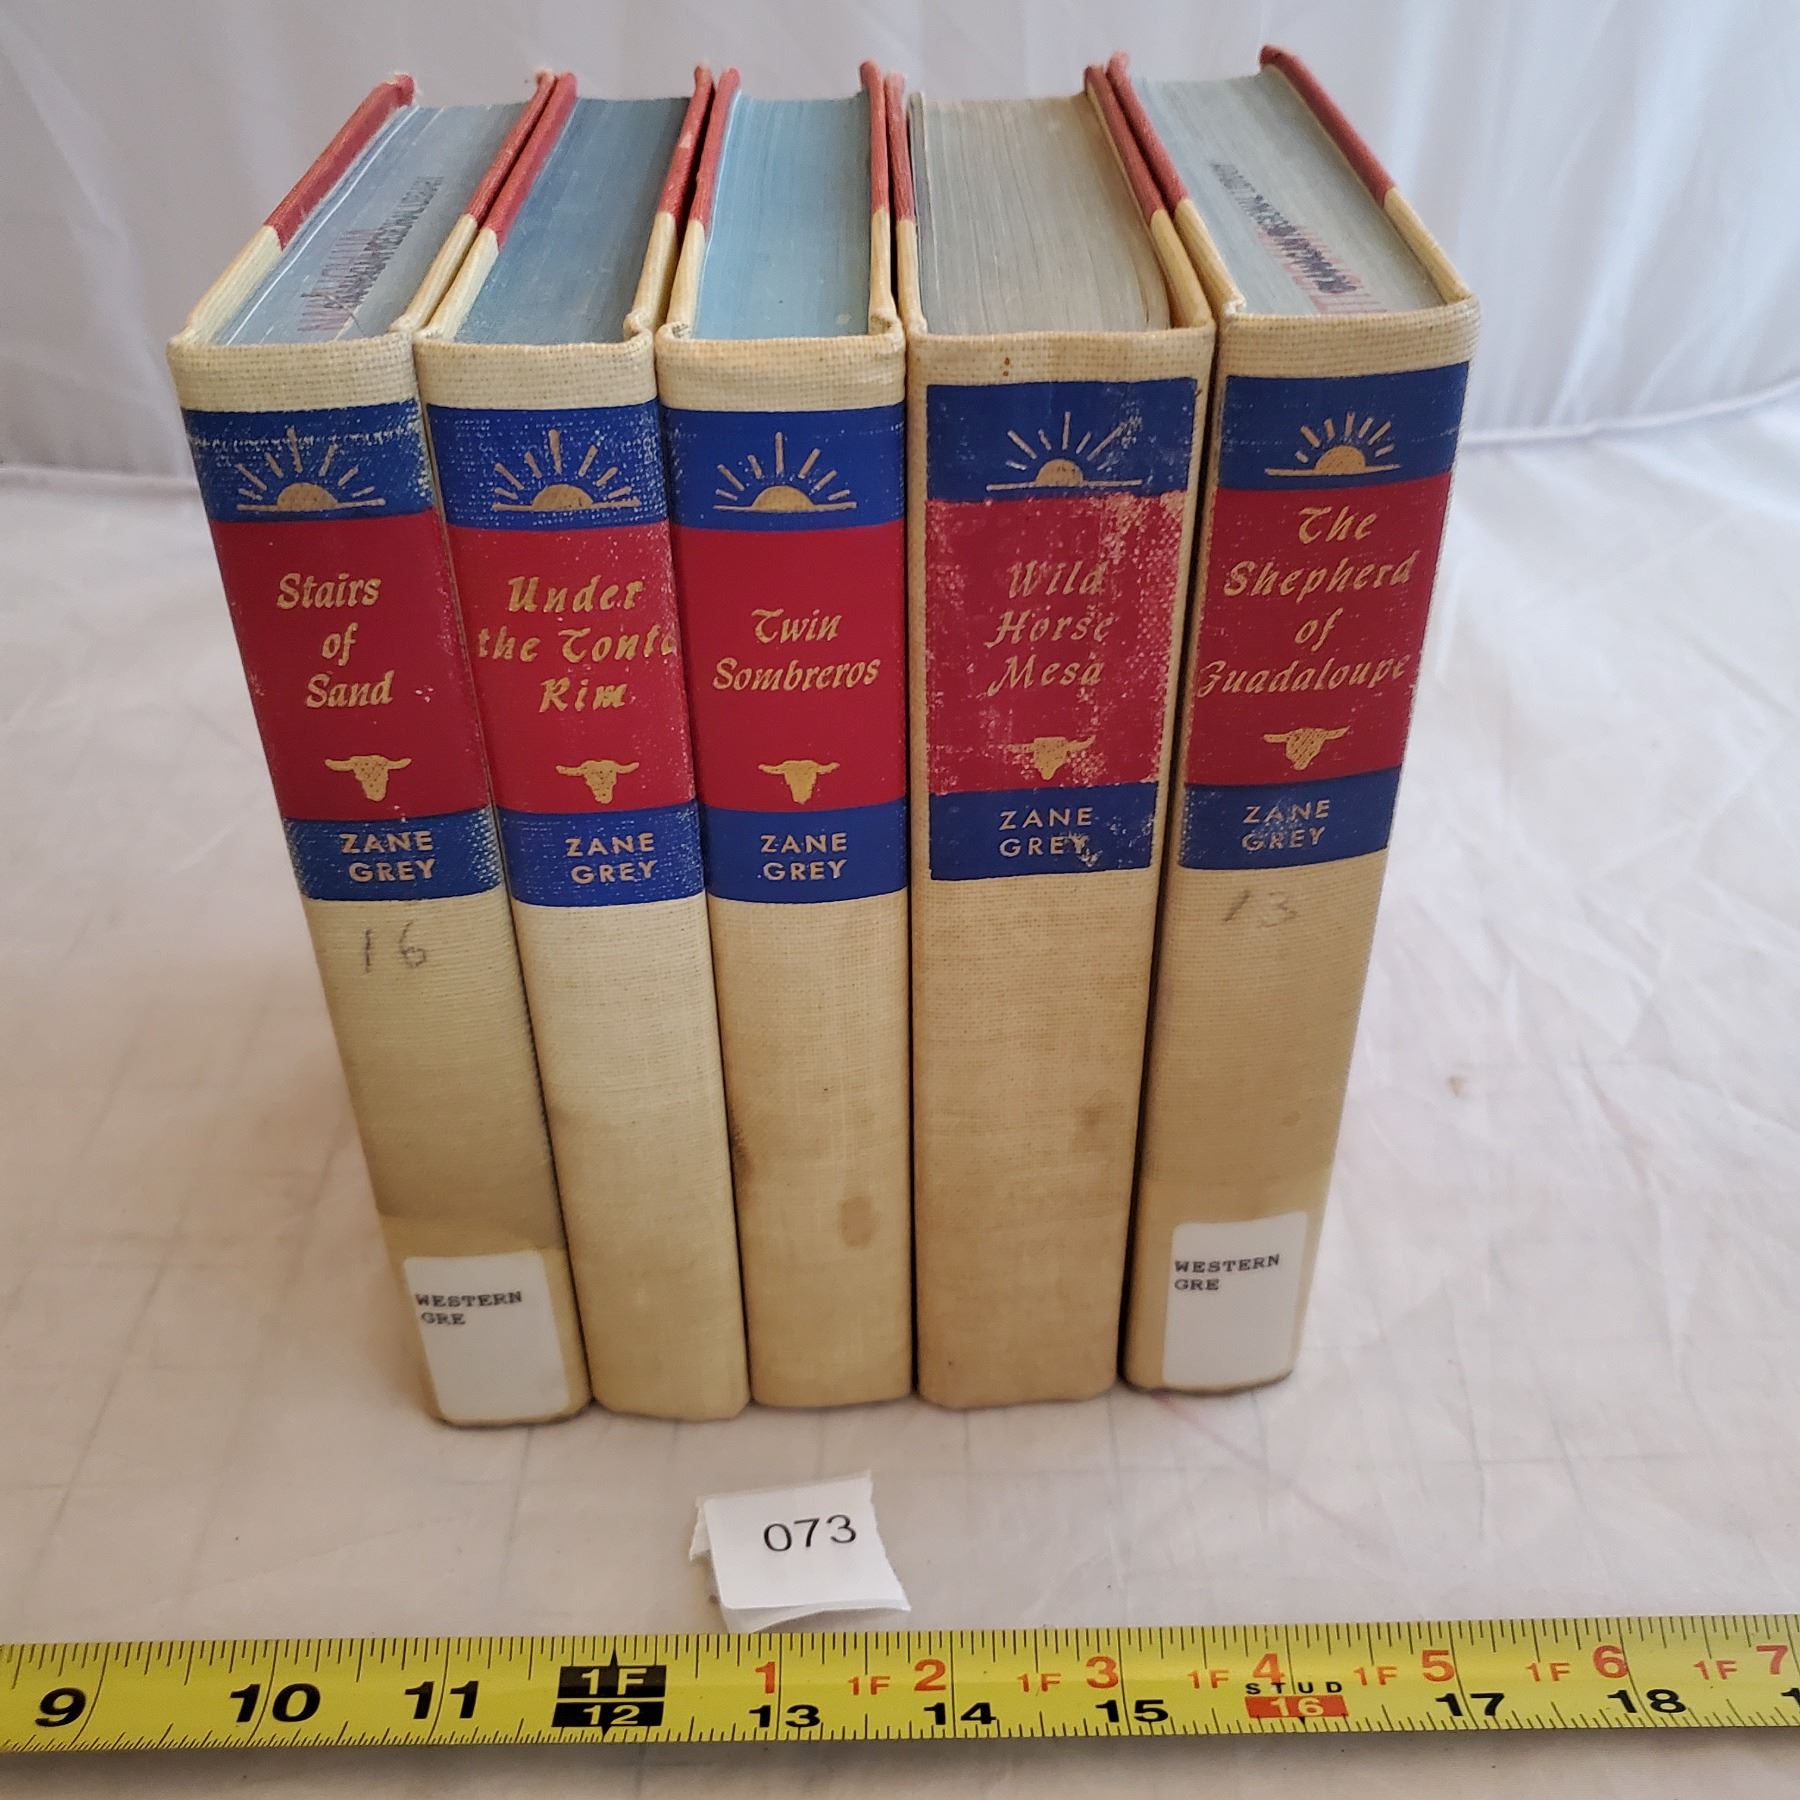 Stairs
of
Sand
ZANE
GREY
16
WESTERN
GRE
Under
the Tonto
Rim
ZANE
GREY
Twin
Sombreros
ZANE
GREY
Wild
Horse
Mesa
ZANE
GREY
The
Shepherd
of
Guadaloupe
ZANE
GREY
13
WESTERN
GRE
073
1F 1 1F 2 1F 3 1F 4 1F 5 1F 6 1F 7
STUD
9 10 11 12 13 14 15 16 17 18